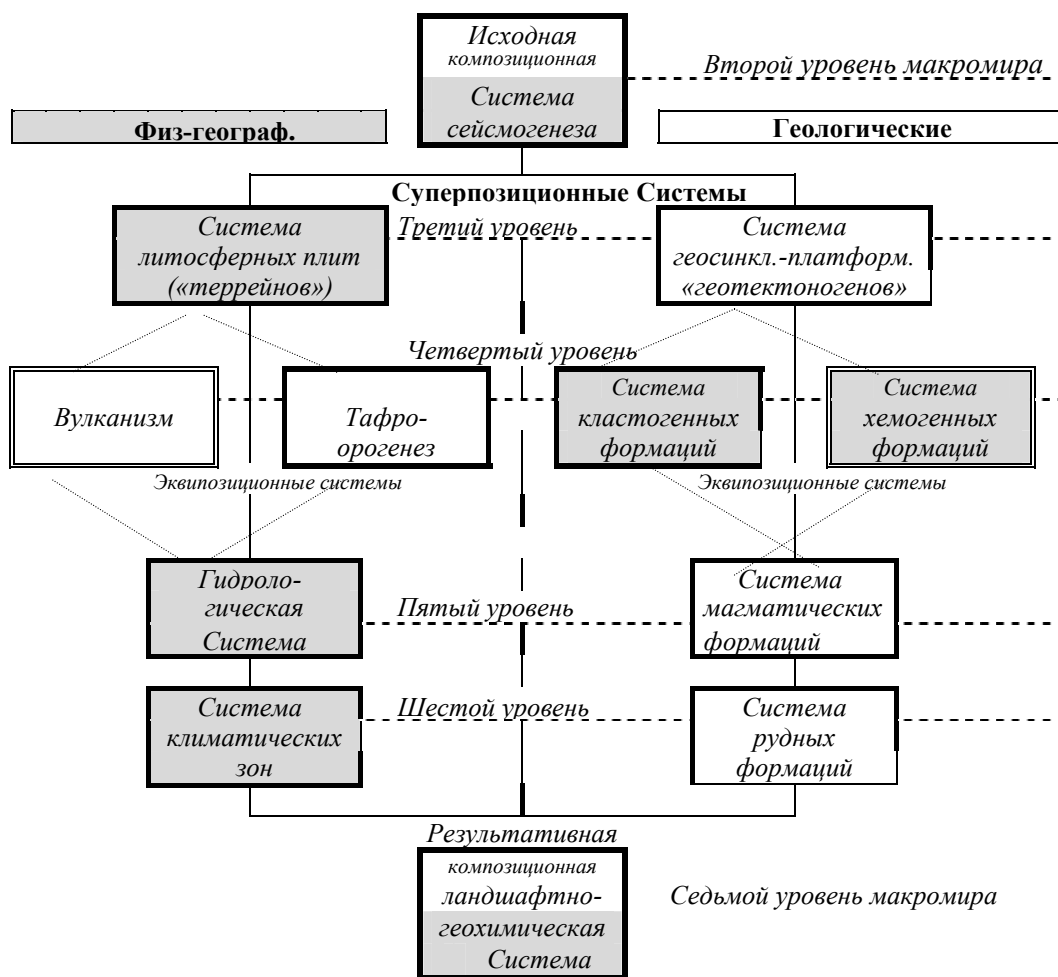 Исходная
композиционная
Второй уровень макромира
Система
сейсмогенеза
Физ-географ.
Геологические
Суперпозиционные Системы
Система
литосферных плит
(«террейнов»)
Третий уровень
Система
геосинкл.-платформ.
«геотектоногенов»
Четвертый уровень
Вулканизм
Тафро-
орогенез
Система
кластогенных
формаций
Система
хемогенных
формаций
Эквипозиционные системы
Эквипозиционные системы
Гидроло-
гическая
Система
Пятый уровень
Система
магматических
формаций
Система
климатических
зон
Шестой уровень
Система
рудных
формаций
Результативная
композиционная
ландшафтно-
геохимическая
Система
Седьмой уровень макромира